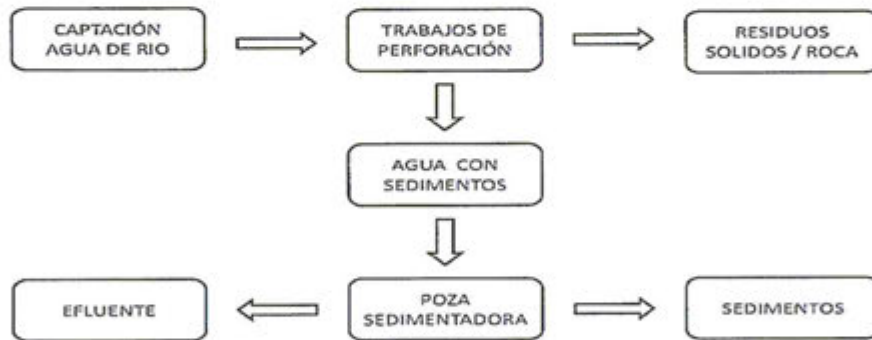 CAPTACIÓN
AGUA DE RIO
TRABAJOS DE
PERFORACIÓN
RESIDUOS
SOLIDOS / ROCA
AGUA CON
SEDIMENTOS
EFLUENTE
POZA
SEDIMENTADORA
SEDIMENTOS